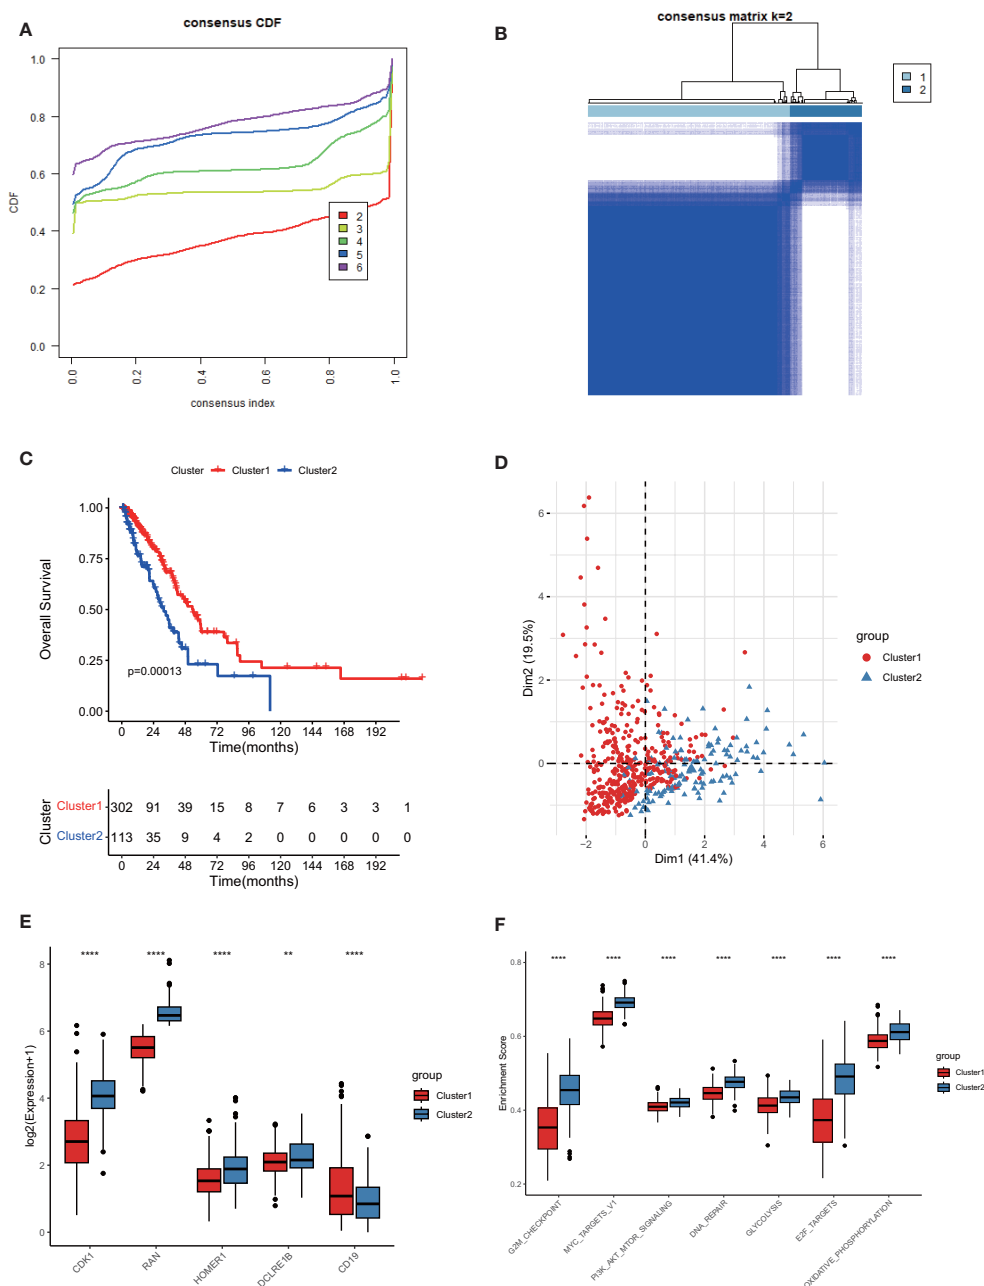 A
consensus CDF
CDF
1.0
0.8
0.6
0.4
0.2
0.0
2
3
4
5
6
0.0
0.2
0.4
0.6
0.8
1.0
consensus index
B
consensus matrix k=2
1
2
C
Cluster Cluster1 Cluster2
Overall Survival
1.00
0.75
0.50
0.25
0.00
p=0.00013
0 24 48 72 96 120 144 168 192
Time(months)
Cluster
Cluster1 302 91 39 15 8 7 6 3 3 1
Cluster2 113 35 9 4 2 0 0 0 0 0
0 24 48 72 96 120 144 168 192
Time(months)
D
Dim2 (19.5%)
6
4
2
0
−2 0 2 4 6
Dim1 (41.4%)
group
Cluster1
Cluster2
E
log2(Expression+1)
8
6
4
2
0
**** **** **** ** ****
CDK1
RAN
HOMER1
DCLRE1B
CD19
group
Cluster1
Cluster2
F
Enrichment Score
0.8
0.6
0.4
0.2
**** **** **** **** **** **** ****
G2M_CHECKPOINT
MYC_TARGETS_V1
PI3K_AKT_MTOR_SIGNALING
DNA_REPAIR
GLYCOLYSIS
E2F_TARGETS
OXIDATIVE_PHOSPHORYLATION
group
Cluster1
Cluster2